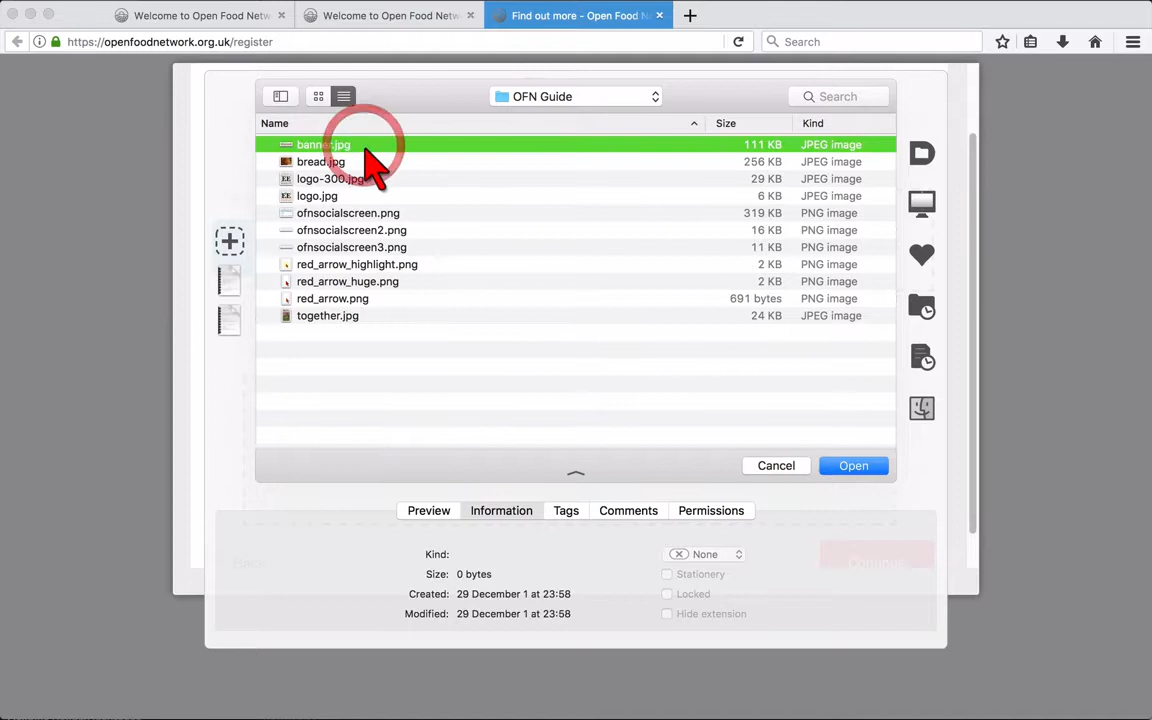 Welcome to Open Food Netw... ×
Welcome to Open Food Netw... ×
Find out more - Open Food N ×
https://openfoodnetwork.org.uk/register
Search
OFN Guide
Search
Name
Size
Kind
banner.jpg 111 KB JPEG image
bread.jpg 256 KB JPEG image
logo-300.jpg 29 KB JPEG image
logo.jpg 6 KB JPEG image
ofnsocialscreen.png 319 KB PNG image
ofnsocialscreen2.png 16 KB PNG image
ofnsocialscreen3.png 11 KB PNG image
red_arrow_highlight.png 2 KB PNG image
red_arrow_huge.png 2 KB PNG image
red_arrow.png 691 bytes PNG image
together.jpg 24 KB JPEG image
Cancel
Open
Preview
Information
Tags
Comments
Permissions
Kind:
None
Size: 0 bytes
Stationery
Created: 29 December 1 at 23:58
Locked
Modified: 29 December 1 at 23:58
Hide extension